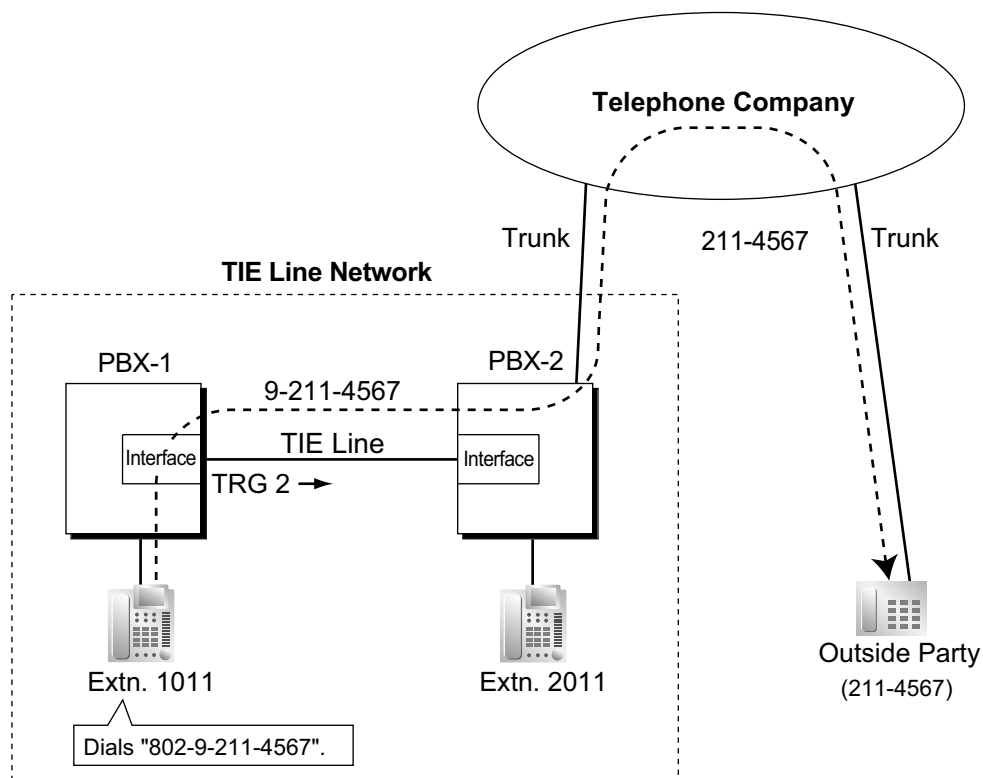 Telephone Company
Trunk
211-4567
Trunk
TIE Line Network
PBX-1
PBX-2
9-211-4567
Interface
TIE Line
Interface
TRG 2 →
Extn. 1011
Extn. 2011
Outside Party
(211-4567)
Dials "802-9-211-4567".